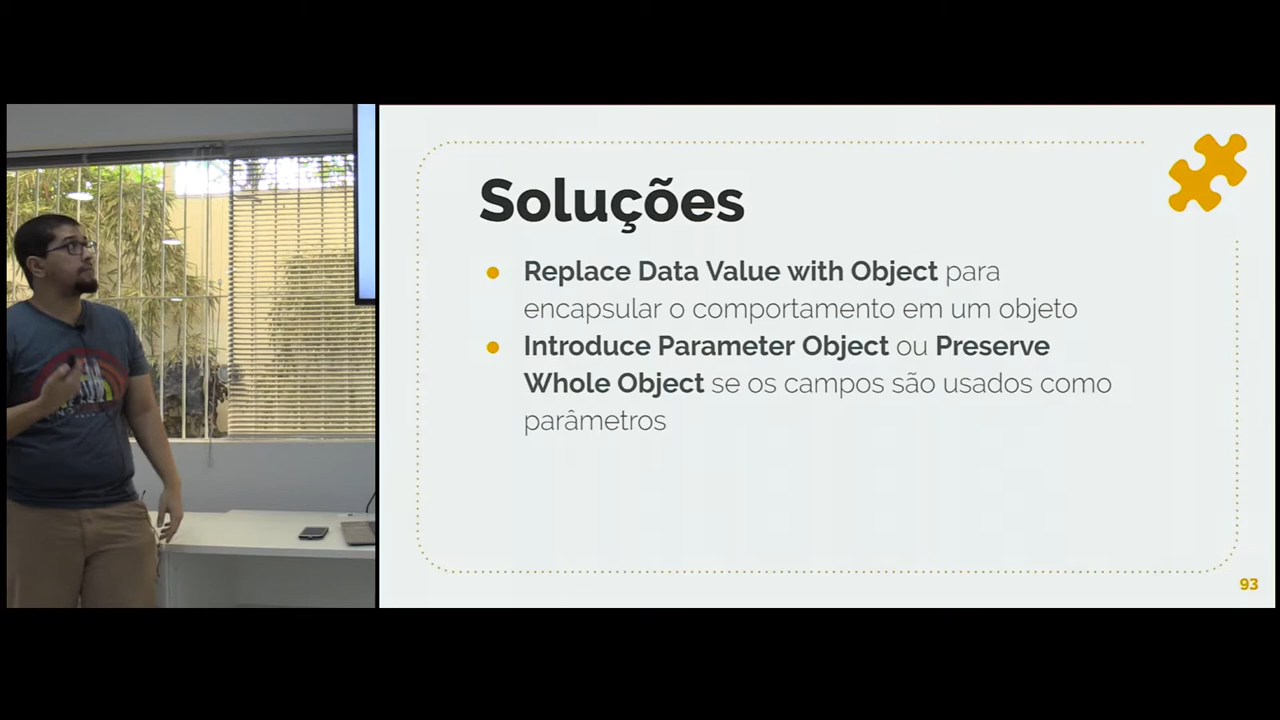 Soluções
Replace Data Value with Object para
encapsular o comportamento em um objeto
Introduce Parameter Object ou Preserve
Whole Object se os campos são usados como
parâmetros
93